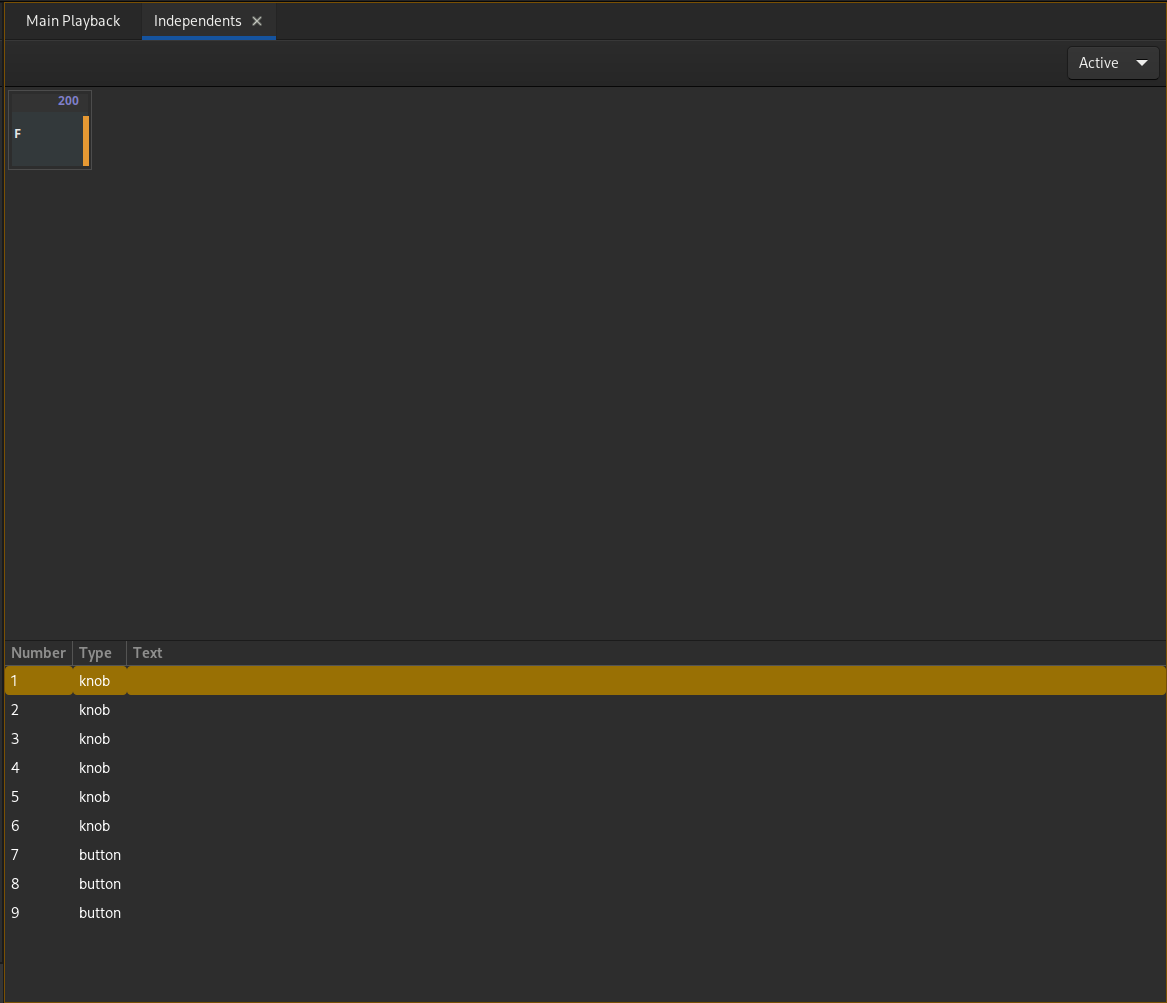 Main Playback Independents ✕
Active
200
F
Number Type Text
1 knob
2 knob
3 knob
4 knob
5 knob
6 knob
7 button
8 button
9 button